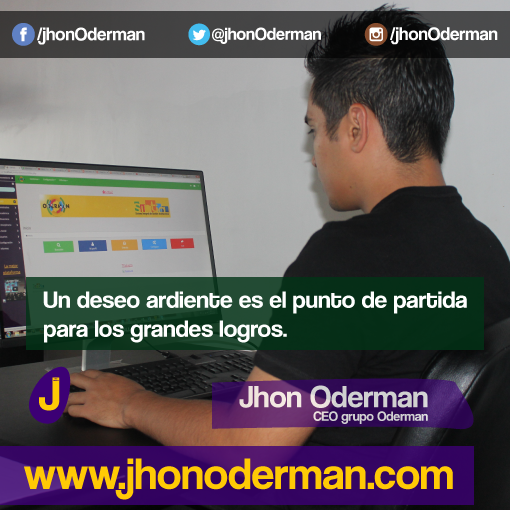 /jhonOderman
@jhonOderman
/jhonOderman
Un deseo ardiente es el punto de partida
para los grandes logros.
J
Jhon Oderman
CEO grupo Oderman
www.jhonoderman.com